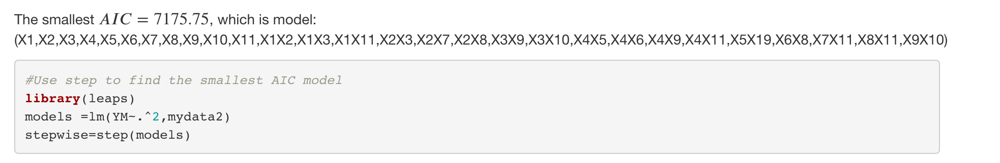 The smallest AIC = 7175.75, which is model:
(X1,X2,X3,X4,X5,X6,X7,X8,X9,X10,X11,X1X2,X1X3,X1X11,X2X3,X2X7,X2X8,X3X9,X3X10,X4X5,X4X6,X4X9,X4X11,X5X19,X6X8,X7X11,X8X11,X9X10)
#Use step to find the smallest AIC model
library(leaps)
models =lm(YM~.^2,mydata2)
stepwise=step(models)